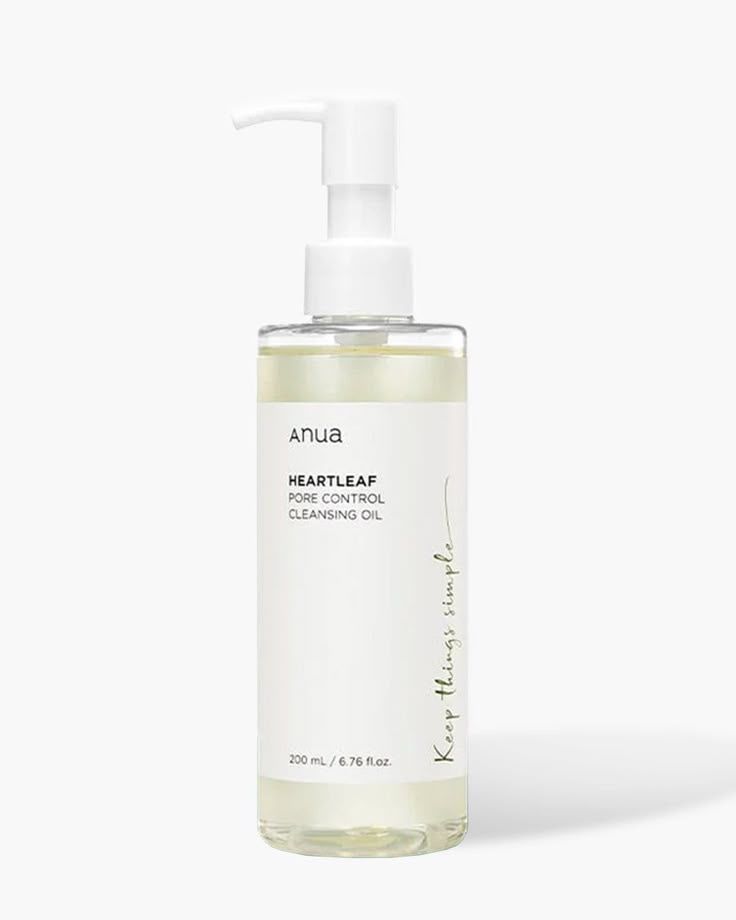 Anua
HEARTLEAF
PORE CONTROL
CLEANSING OIL
Keep things simple
200 mL / 6.76 fl.oz.